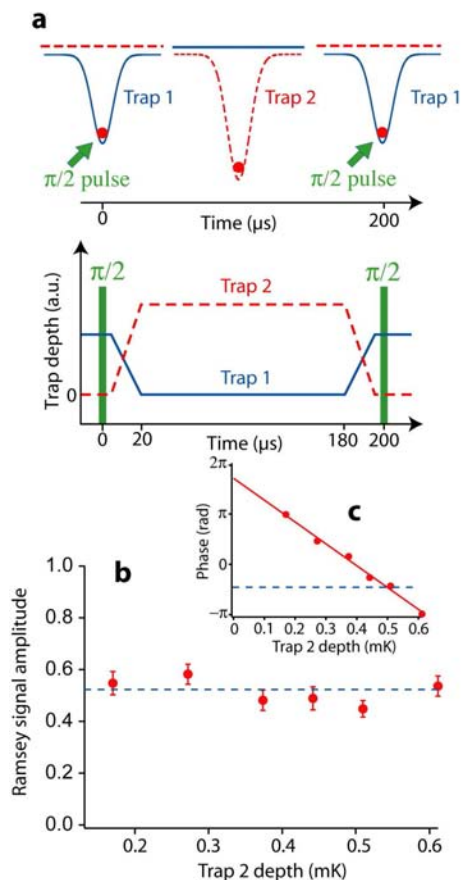 a
Trap 1
Trap 2
Trap 1
π/2 pulse
π/2 pulse
0
Time (μs)
200
π/2
π/2
Trap depth (a.u.)
Trap 2
Trap 1
0
0
20
Time (μs)
180
200
c
Phase (rad)
2π
π
0
−π
0
0.1
0.2
0.3
0.4
0.5
0.6
Trap 2 depth (mK)
b
Ramsey signal amplitude
1.0
0.8
0.6
0.4
0.2
0.0
0.2
0.3
0.4
0.5
0.6
Trap 2 depth (mK)